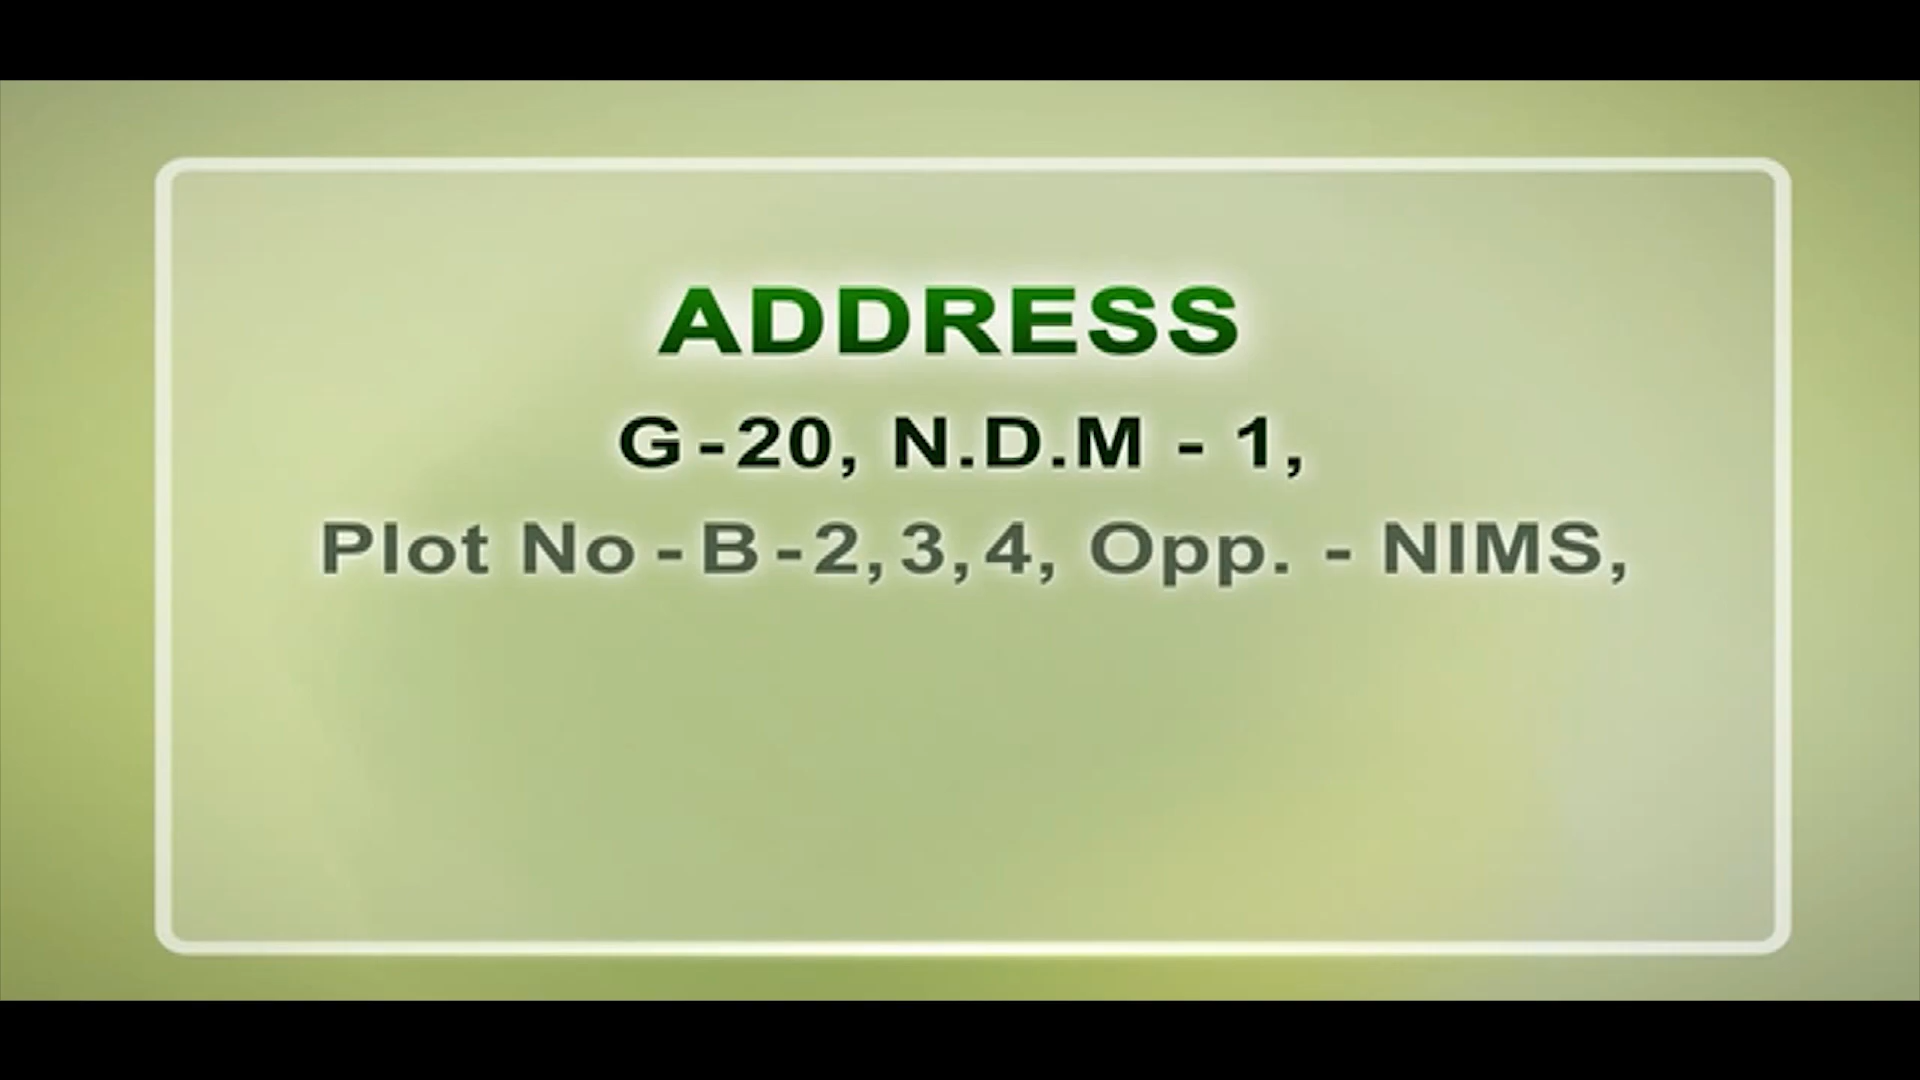 ADDRESS
G-20, N.D.M - 1,
Plot No-B-2,3,4, Opp. - NIMS,